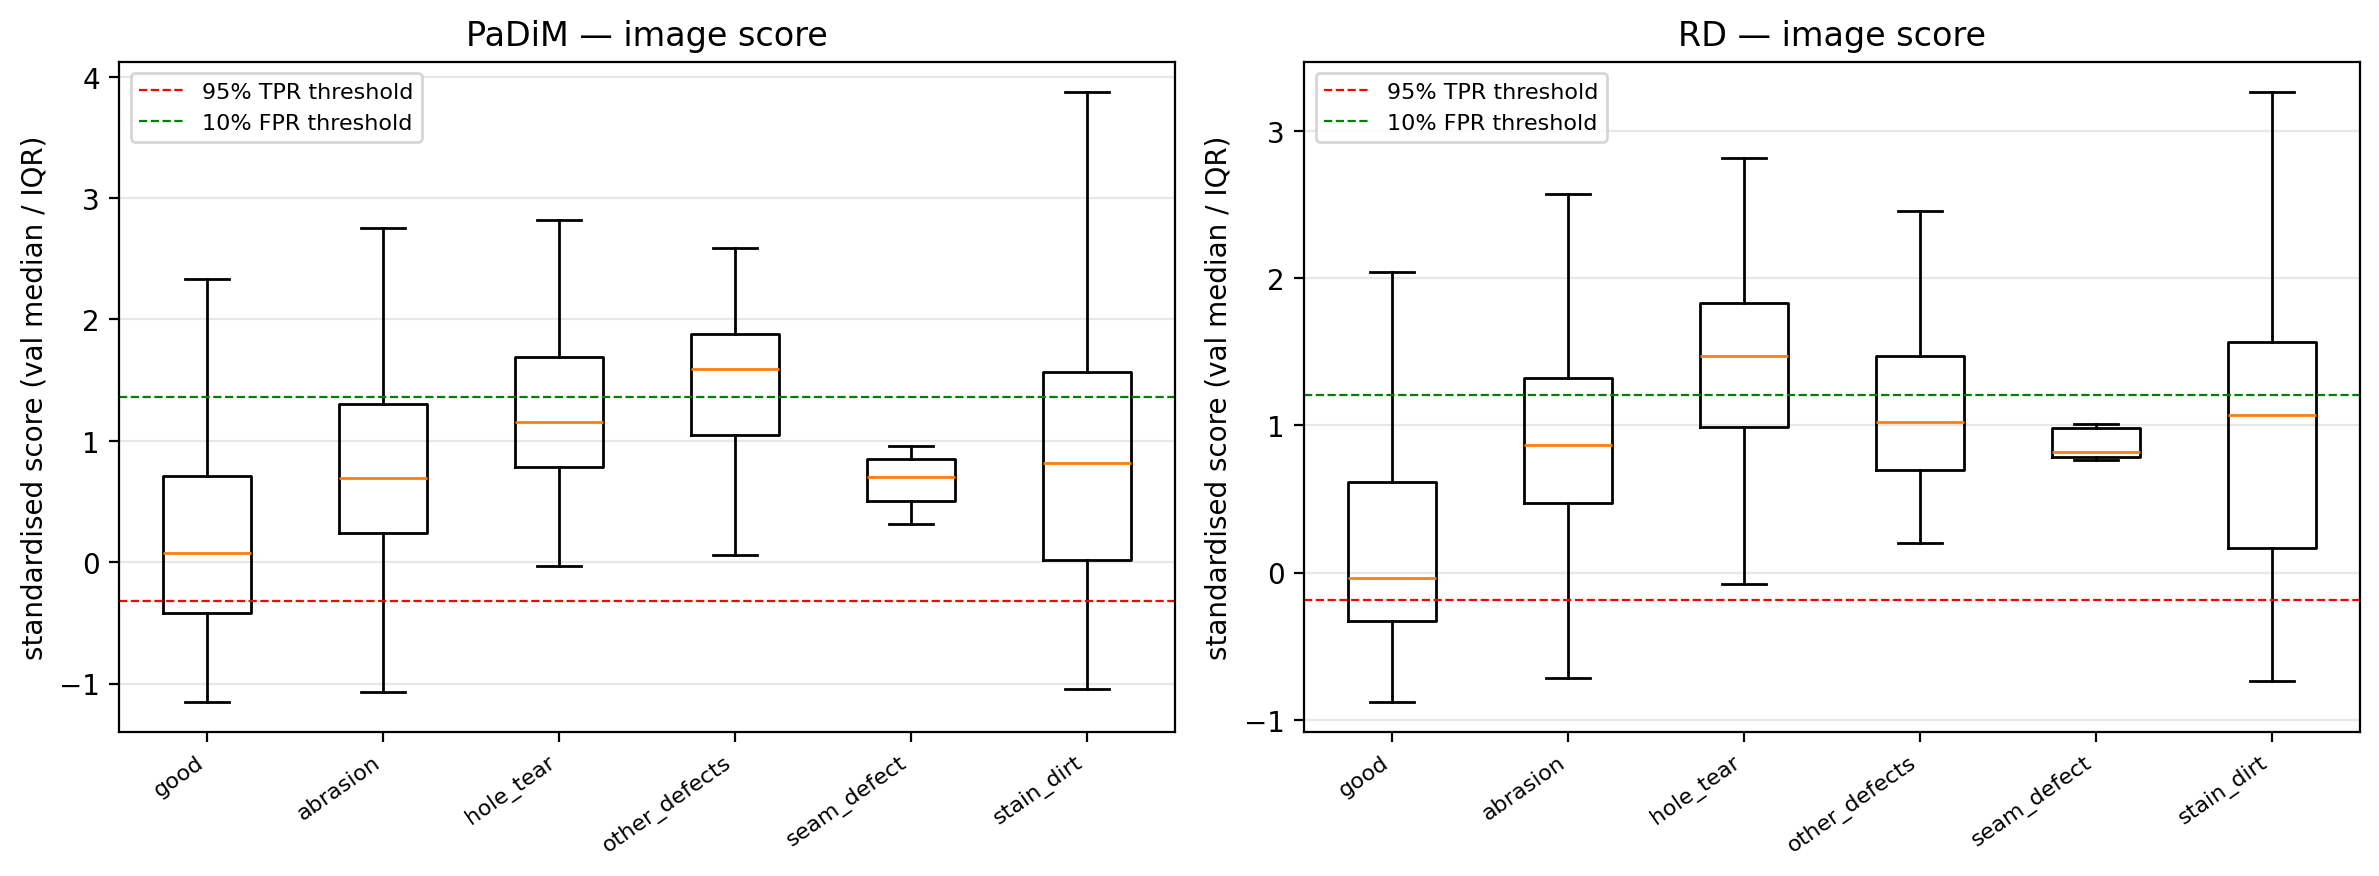 PaDiM — image score
standardised score (val median / IQR)
4
3
2
1
0
−1
95% TPR threshold
10% FPR threshold
good
abrasion
hole_tear
other_defects
seam_defect
stain_dirt
RD — image score
standardised score (val median / IQR)
3
2
1
0
−1
95% TPR threshold
10% FPR threshold
good
abrasion
hole_tear
other_defects
seam_defect
stain_dirt